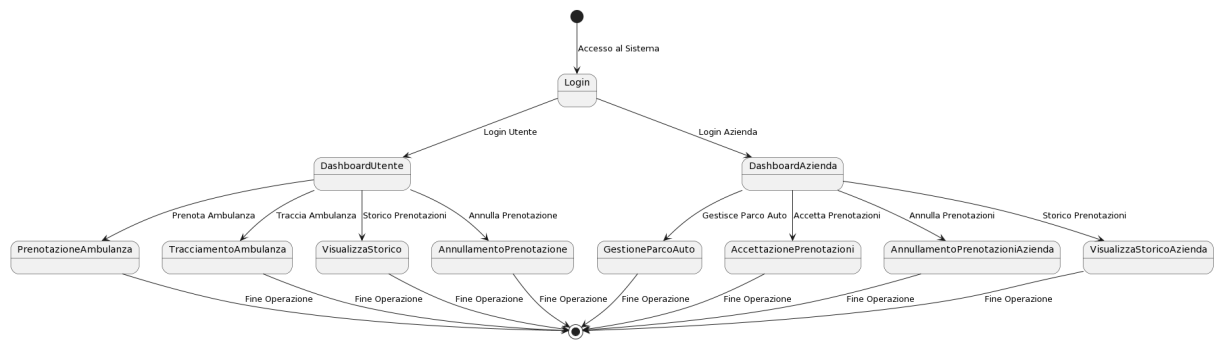 Accesso al Sistema
Login
Login Utente
Login Azienda
DashboardUtente
DashboardAzienda
Prenota Ambulanza
Traccia Ambulanza
Storico Prenotazioni
Annulla Prenotazione
Gestisce Parco Auto
Accetta Prenotazioni
Annulla Prenotazioni
Storico Prenotazioni
PrenotazioneAmbulanza
TracciamentoAmbulanza
VisualizzaStorico
AnnullamentoPrenotazione
GestioneParcoAuto
AccettazionePrenotazioni
AnnullamentoPrenotazioniAzienda
VisualizzaStoricoAzienda
Fine Operazione
Fine Operazione
Fine Operazione
Fine Operazione
Fine Operazione
Fine Operazione
Fine Operazione
Fine Operazione